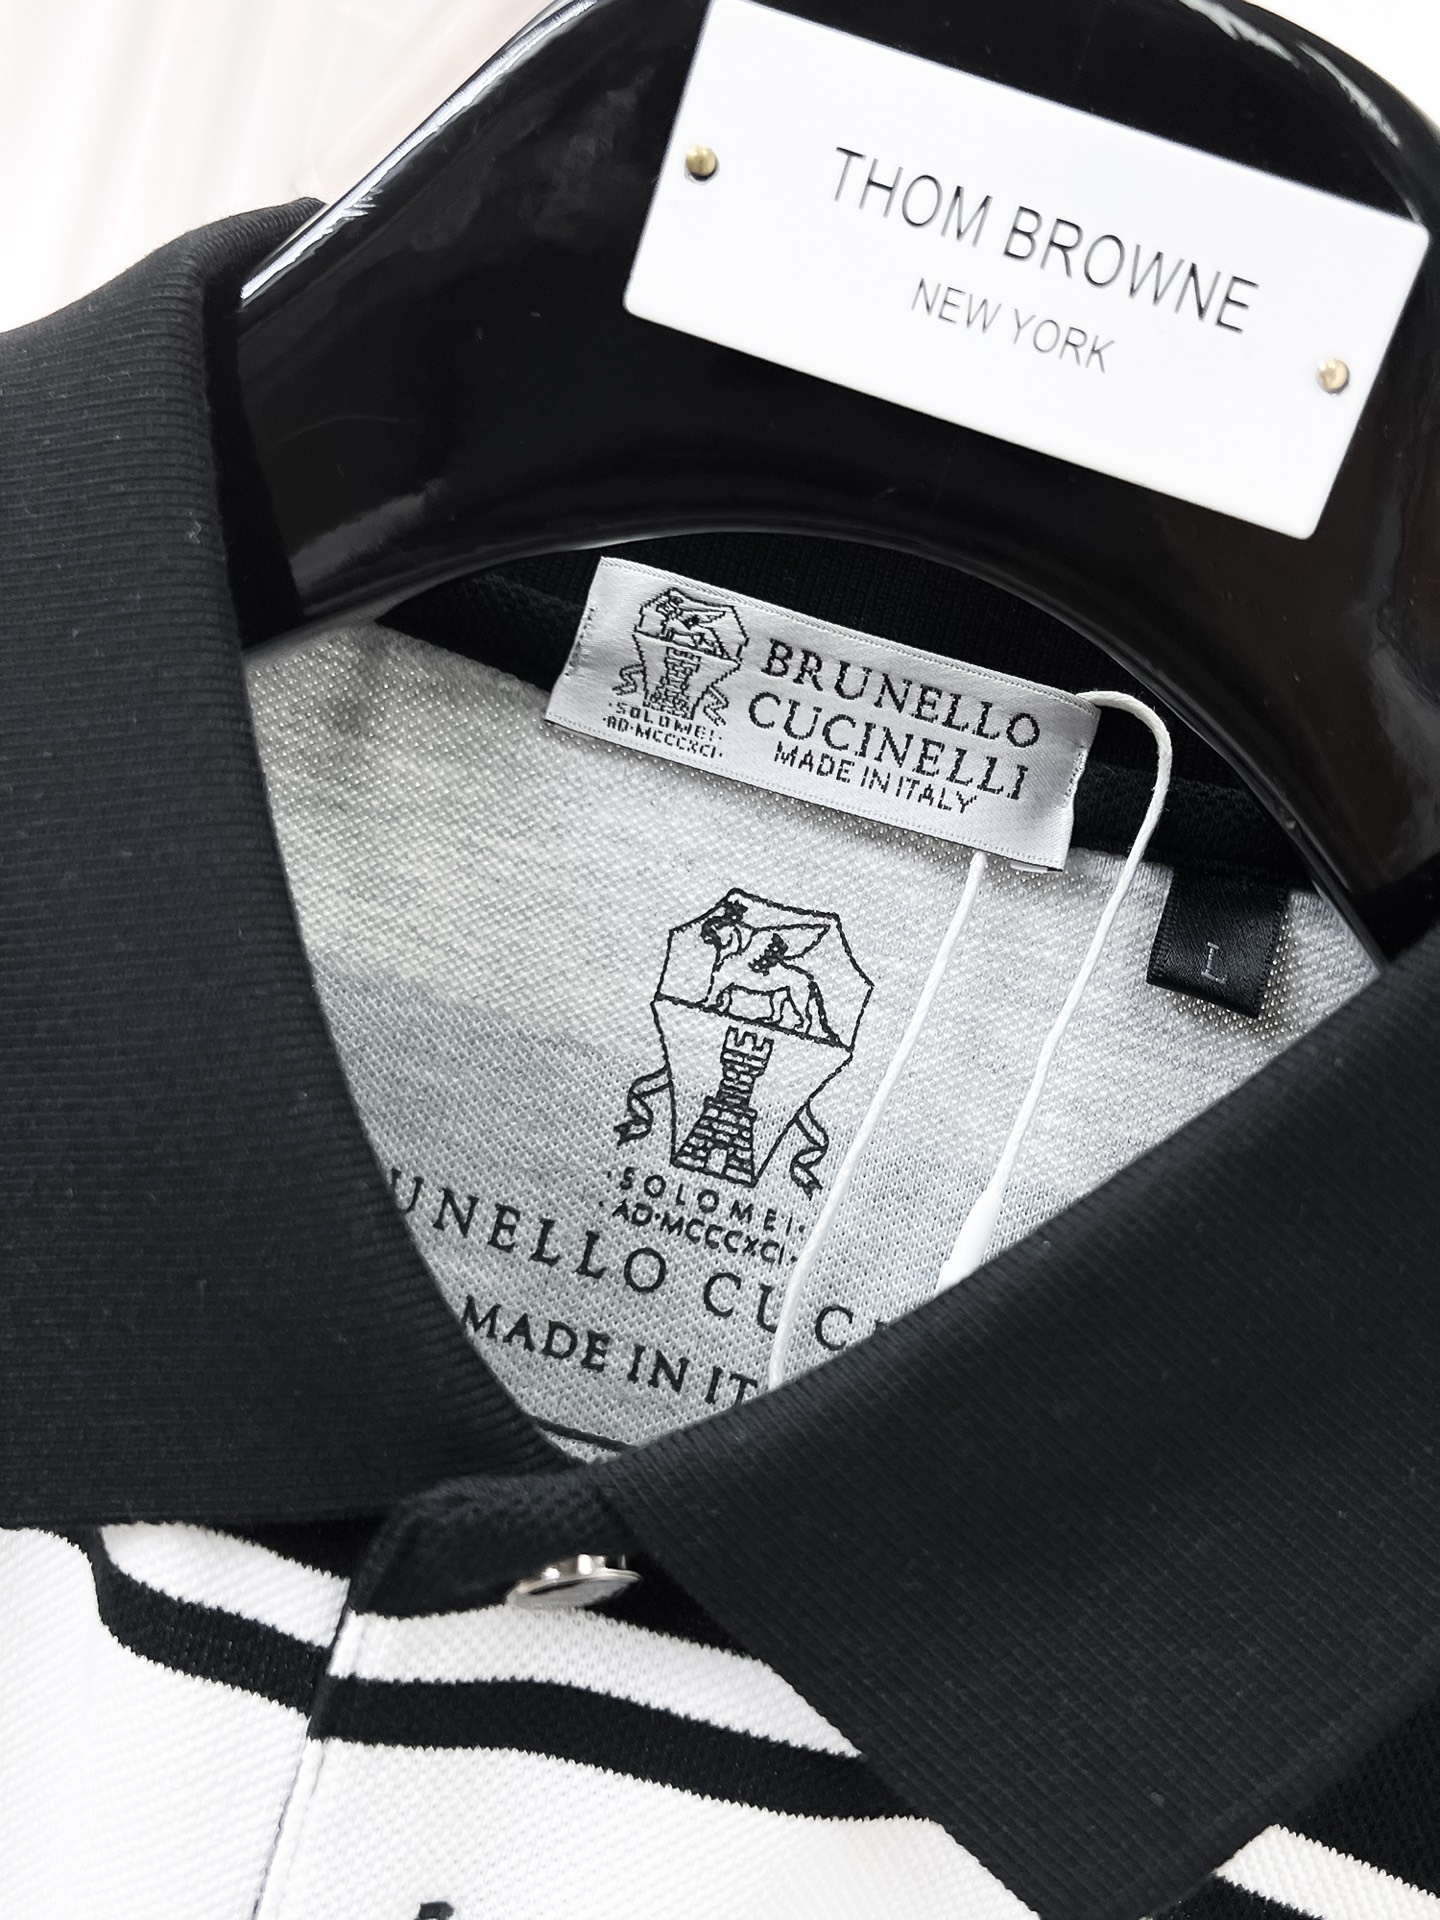 THOM BROWNE
NEW YORK
BRUNELLO
CUCINELLI
MADE IN ITALY
·SOLOMEI·
·AD·MCCCXCI·
L
·SOLOMEI·
·AD·MCCCXCI·
UNELLO CUC
MADE IN IT